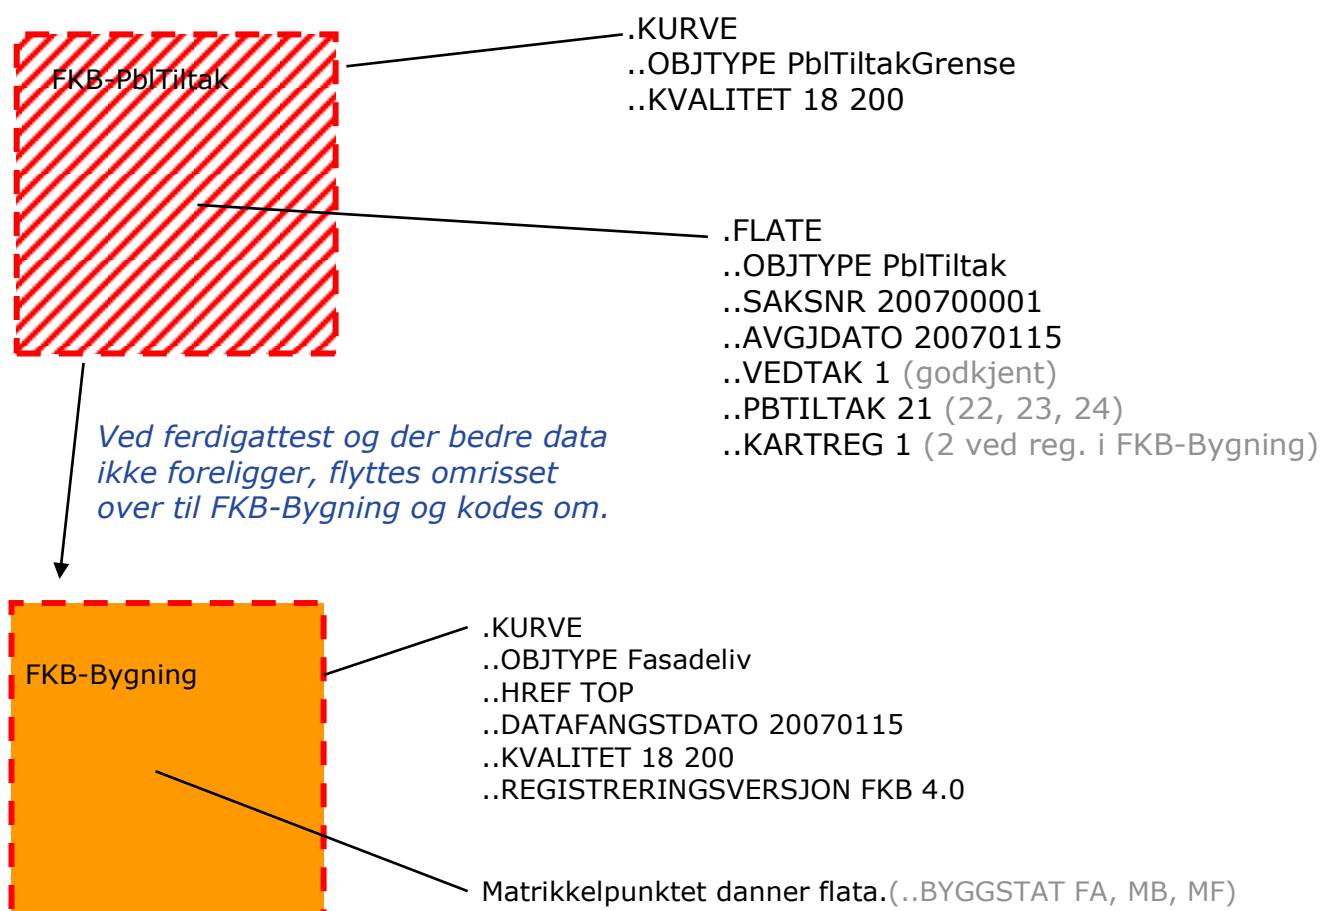 FKB-PblTiltak
.KURVE
..OBJTYPE PblTiltakGrense
..KVALITET 18 200
.FLATE
..OBJTYPE PblTiltak
..SAKSNR 200700001
..AVGJDATO 20070115
..VEDTAK 1 (godkjent)
..PBTILTAK 21 (22, 23, 24)
..KARTREG 1 (2 ved reg. i FKB-Bygning)
Ved ferdigattest og der bedre data
ikke foreligger, flyttes omrisset
over til FKB-Bygning og kodes om.
FKB-Bygning
.KURVE
..OBJTYPE Fasadeliv
..HREF TOP
..DATAFANGSTDATO 20070115
..KVALITET 18 200
..REGISTRERINGSVERSJON FKB 4.0
Matrikkelpunktet danner flata.(..BYGGSTAT FA, MB, MF)